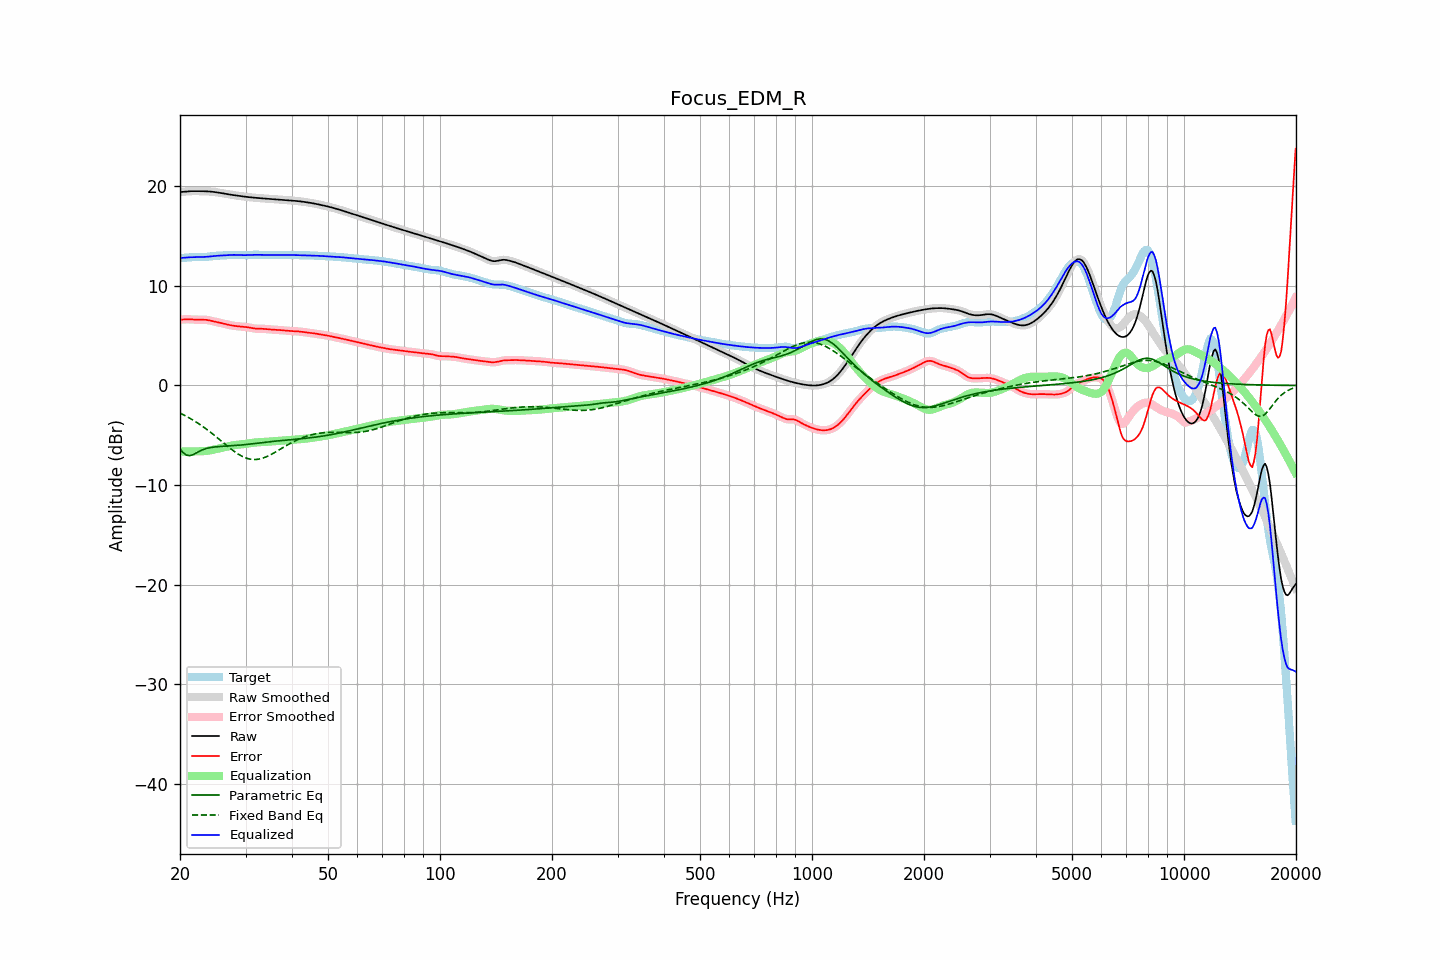 Focus_EDM_R
Amplitude (dBr)
20
10
0
−10
−20
−30
−40
Target
Raw Smoothed
Error Smoothed
Raw
Error
Equalization
Parametric Eq
Fixed Band Eq
Equalized
20 50 100 200 500 1000 2000 5000 10000 20000
Frequency (Hz)